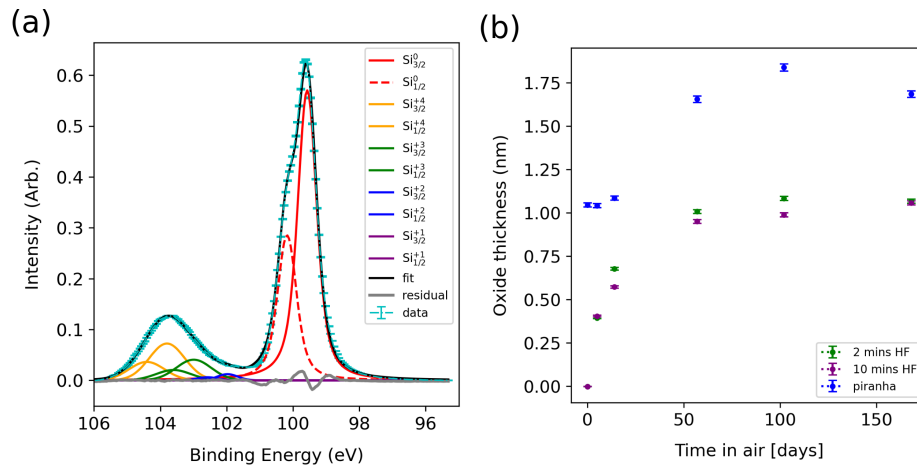 (a)
Intensity (Arb.)
0.6
0.5
0.4
0.3
0.2
0.1
0.0
106 104 102 100 98 96
Binding Energy (eV)
Si⁰₃/₂
Si⁰₁/₂
Si⁺⁴₃/₂
Si⁺⁴₁/₂
Si⁺³₃/₂
Si⁺³₁/₂
Si⁺²₃/₂
Si⁺²₁/₂
Si⁺¹₃/₂
Si⁺¹₁/₂
fit
residual
data
(b)
Oxide thickness (nm)
1.75
1.50
1.25
1.00
0.75
0.50
0.25
0.00
0 50 100 150
Time in air [days]
2 mins HF
10 mins HF
piranha